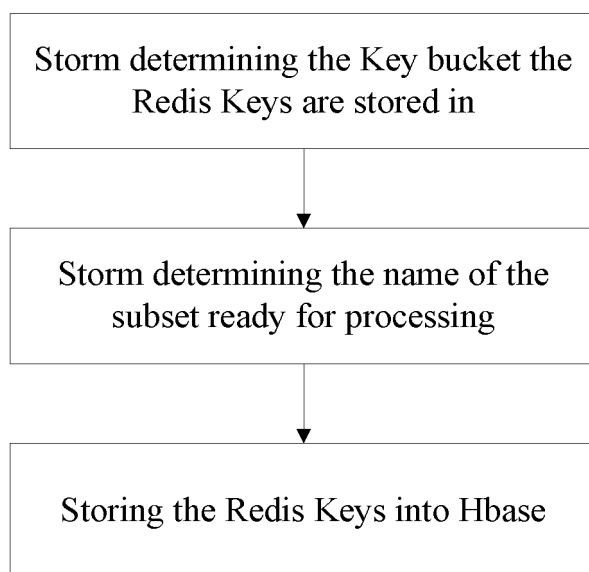 Storm determining the Key bucket the
Redis Keys are stored in
Storm determining the name of the
subset ready for processing
Storing the Redis Keys into Hbase